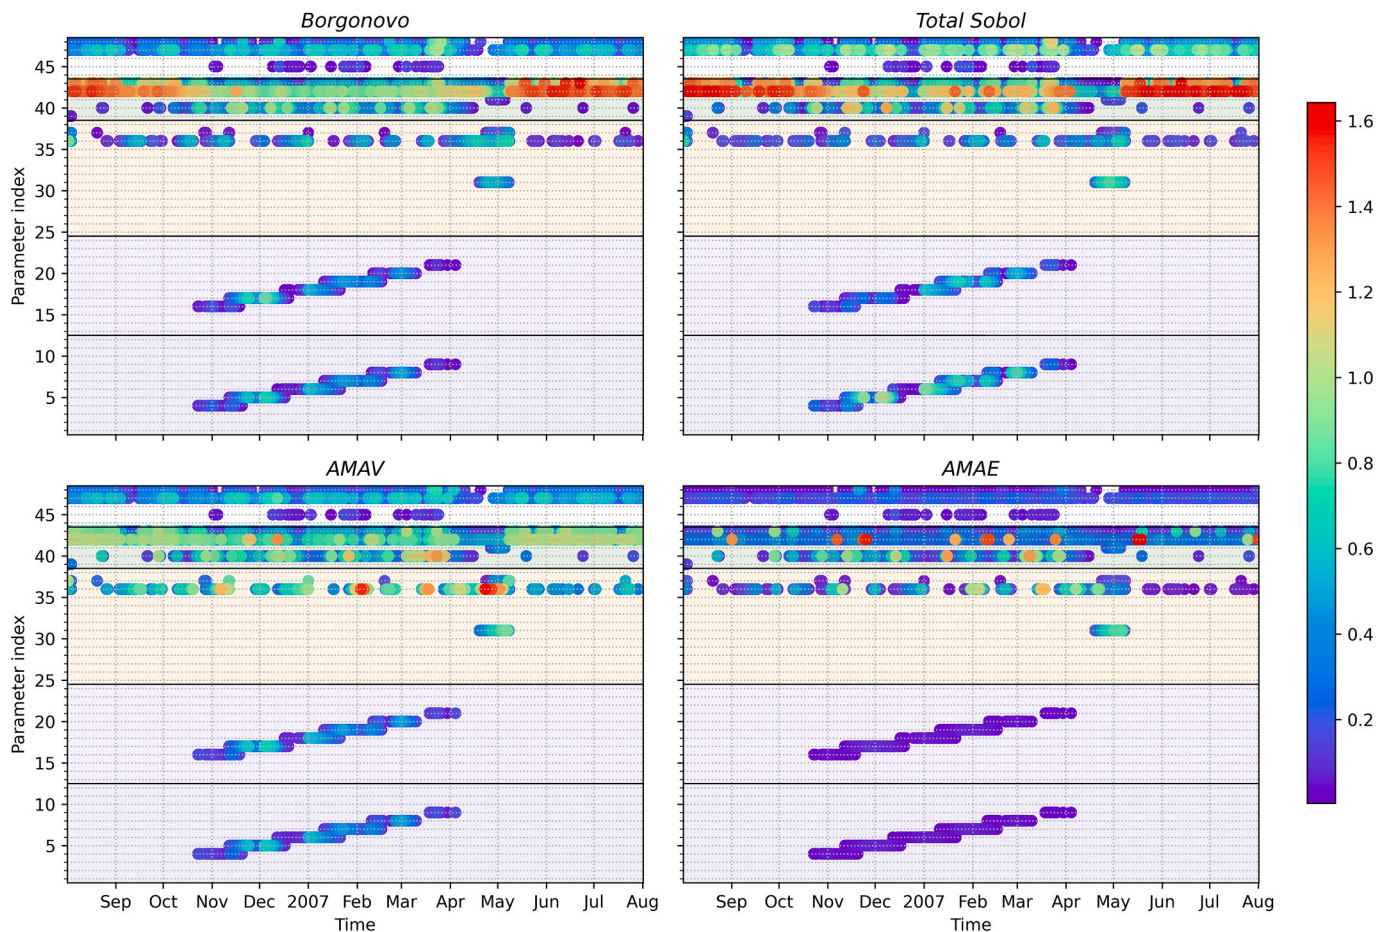 Borgonovo
Total Sobol
45
40
35
30
25
20
15
10
5
Parameter index
1.6
1.4
1.2
1.0
0.8
0.6
0.4
0.2
AMAV
AMAE
45
40
35
30
25
20
15
10
5
Parameter index
Sep Oct Nov Dec 2007 Feb Mar Apr May Jun Jul Aug
Time
Sep Oct Nov Dec 2007 Feb Mar Apr May Jun Jul Aug
Time